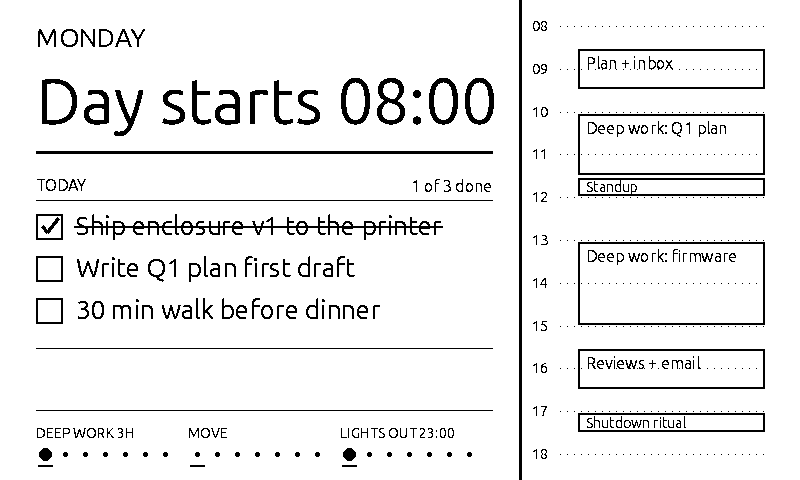 MONDAY
Day starts 08:00
TODAY
1 of 3 done
Ship enclosure v1 to the printer
Write Q1 plan first draft
30 min walk before dinner
DEEP WORK 3H
MOVE
LIGHTS OUT 23:00
08
09
Plan + inbox
10
Deep work: Q1 plan
11
Standup
12
13
Deep work: firmware
14
15
16
Reviews + email
17
Shutdown ritual
18